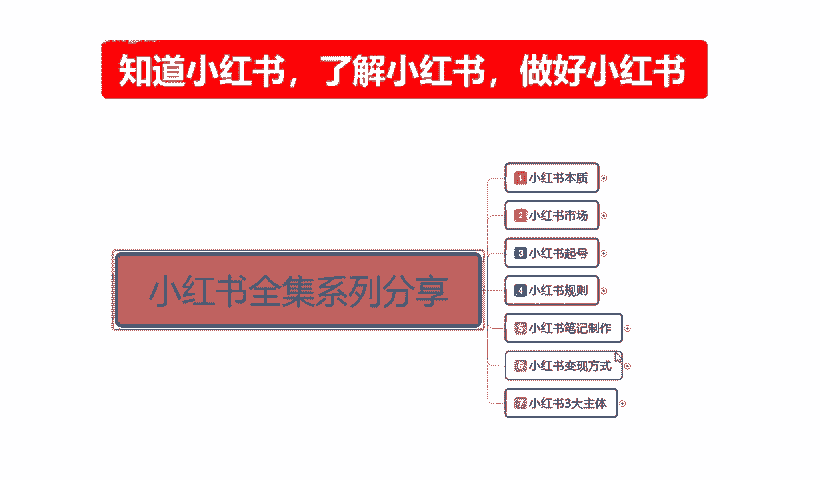 知道小红书，了解小红书，做好小红书
1 小红书本质
2 小红书市场
3 小红书起号
小红书全集系列分享
4 小红书规则
5 小红书笔记制作
6 小红书变现方式
7 小红书3大主体